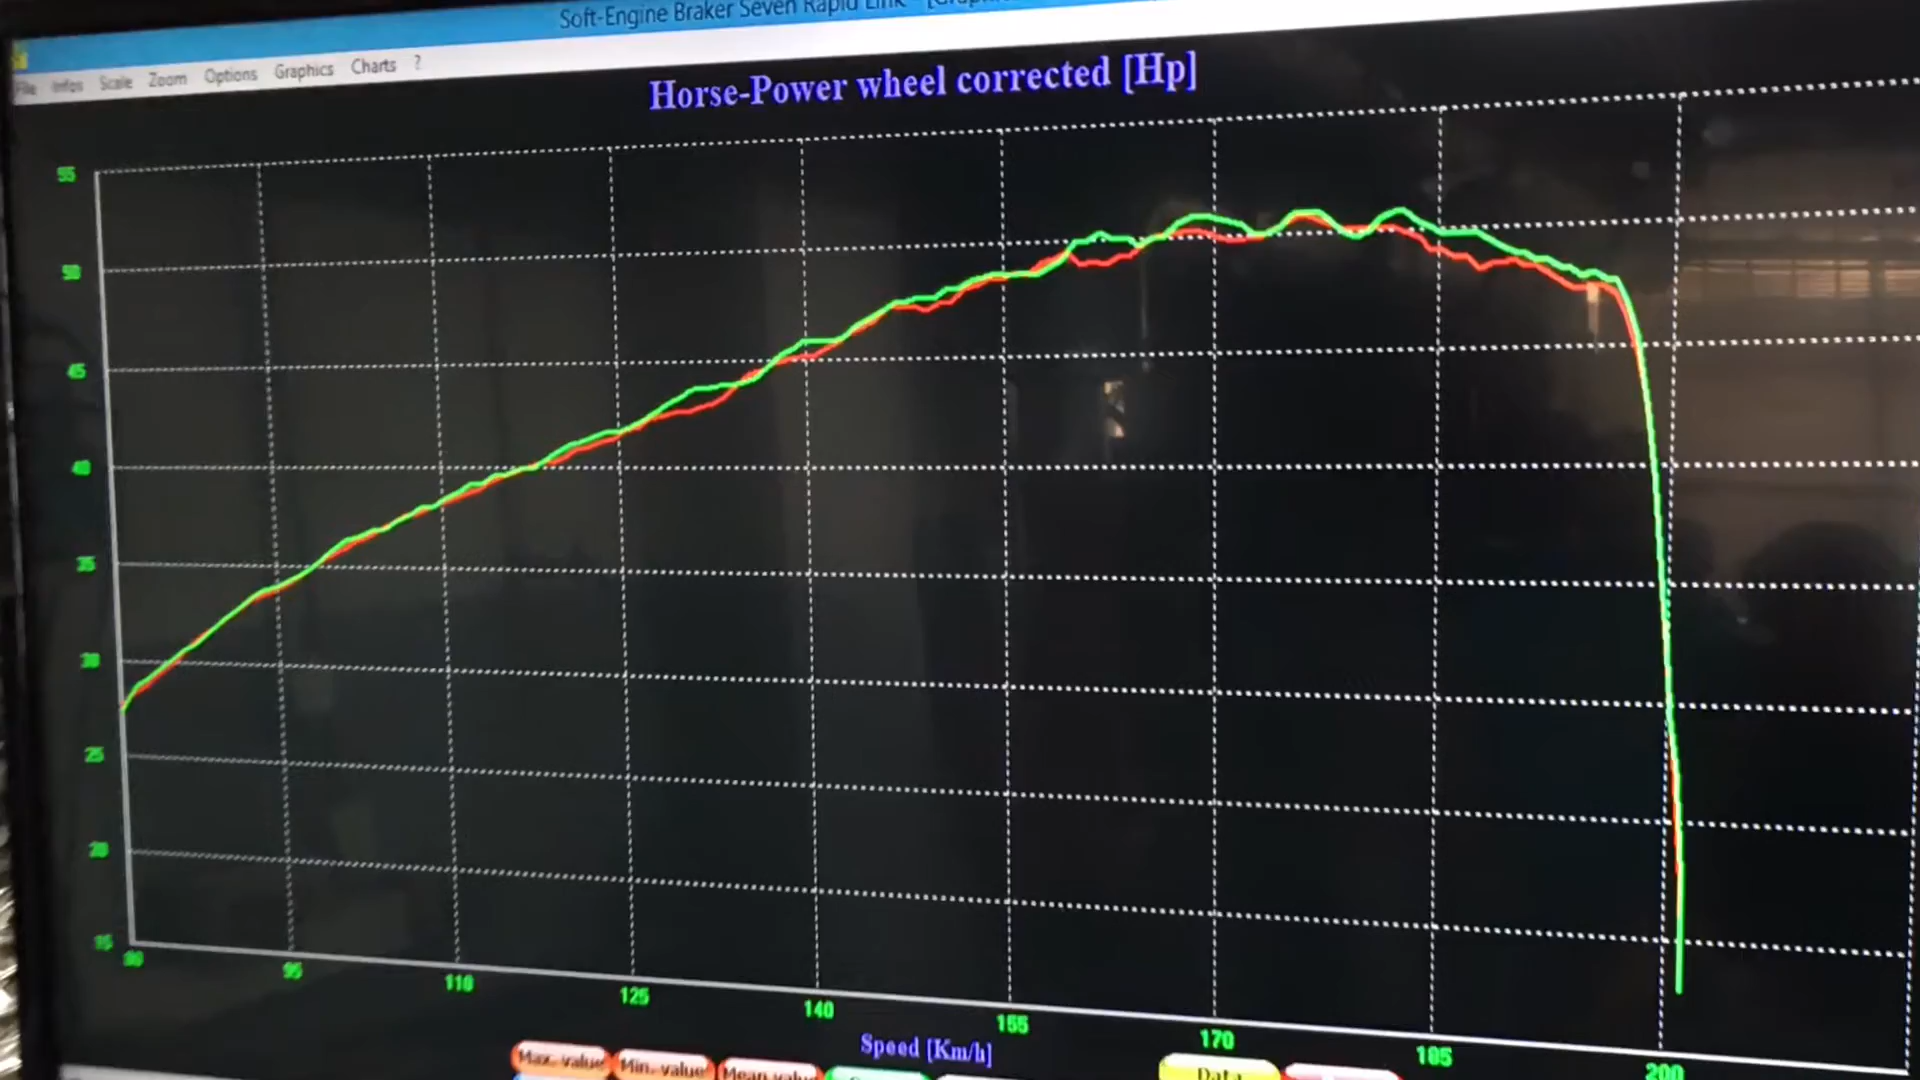 Soft-Engine Braker Seven Rapid Link
File Infos Scale Zoom Options Graphics Charts ?
Horse-Power wheel corrected [Hp]
55
50
45
40
35
30
25
20
15
80 95 110 125 140 155 170 185 200
Speed [Km/h]
Max. value Min. value Mean value Data